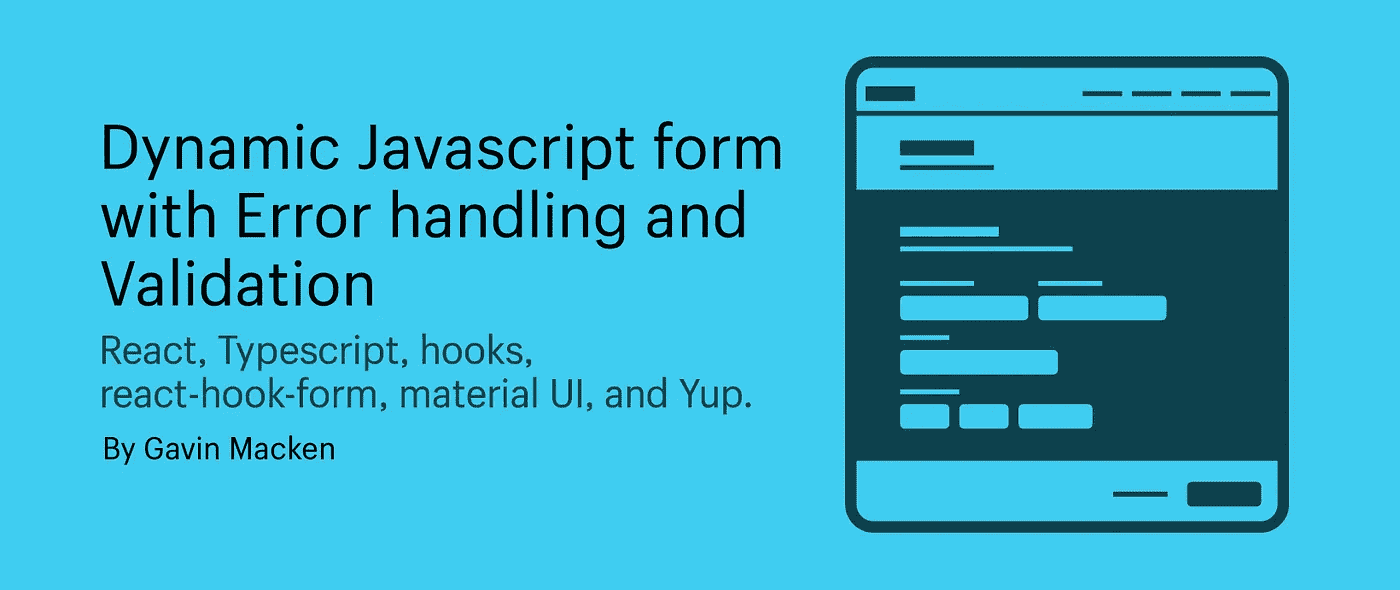 Dynamic Javascript form
with Error handling and
Validation
React, Typescript, hooks,
react-hook-form, material UI, and Yup.
By Gavin Macken